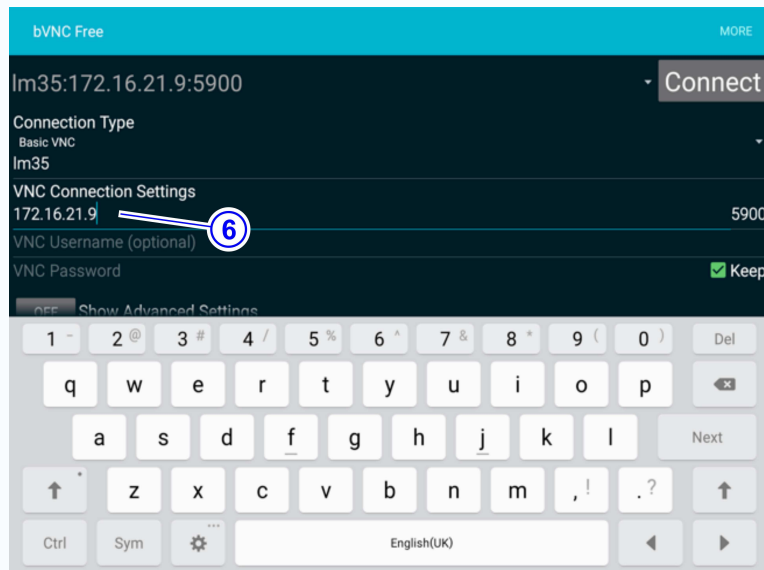 bVNC Free MORE
lm35:172.16.21.9:5900 Connect
Connection Type
Basic VNC
lm35
VNC Connection Settings
172.16.21.9 5900
6
VNC Username (optional)
VNC Password Keep
OFF Show Advanced Settings
1 - 2 @ 3 # 4 / 5 % 6 ^ 7 & 8 * 9 ( 0 ) Del
q w e r t y u i o p
a s d f g h j k l Next
z x c v b n m , ! . ?
Ctrl Sym English(UK)